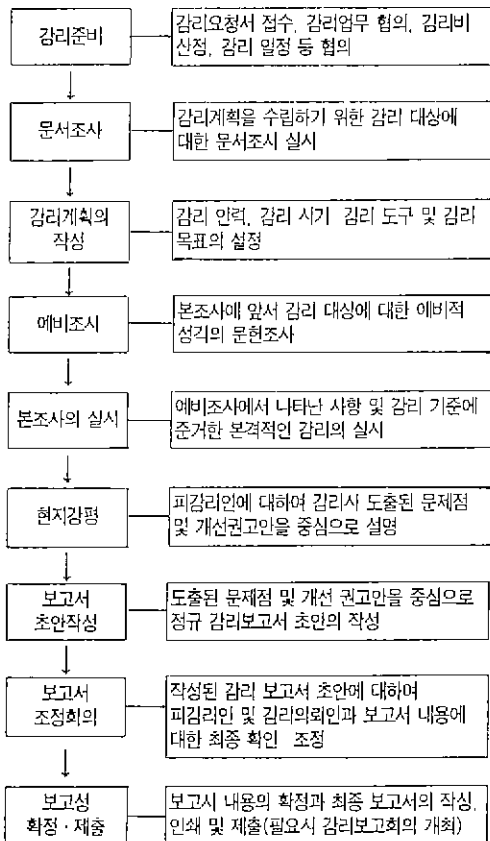 감리준비
감리요청서 접수, 감리업무 협의, 김리비
산정, 감리 일정 등 협의
문서조사
감리계획을 수립하기 위한 감리 대상에
대한 문서조시 실시
감리계획의
작성
감리 인력, 감리 시기 김리 도구 및 김리
목표의 설정
예비조시
본조사에 앞서 감리 대상에 대한 예비적
성격의 문헌조사
본조사의 실시
예비조사에서 나타난 사항 및 감리 기준에
준거한 본격적인 감리의 실시
현지강평
피감리인에 대하여 김리사 도출된 문제점
및 개선권고안을 중심으로 설명
보고서
초안작성
도출된 문제점 및 개선 권고안을 중심으로
정규 감리보고서 초안의 작성
보고서
조정회의
작성된 감리 보고서 초안에 대하여
피감리인 및 김리의뢰인과 보고서 내용에
대한 최종 확인 조정
보고성
확정·제출
보고시 내용의 확정과 최종 보고서의 작성,
인쇄 및 제출(필요시 감리보고회의 개최)